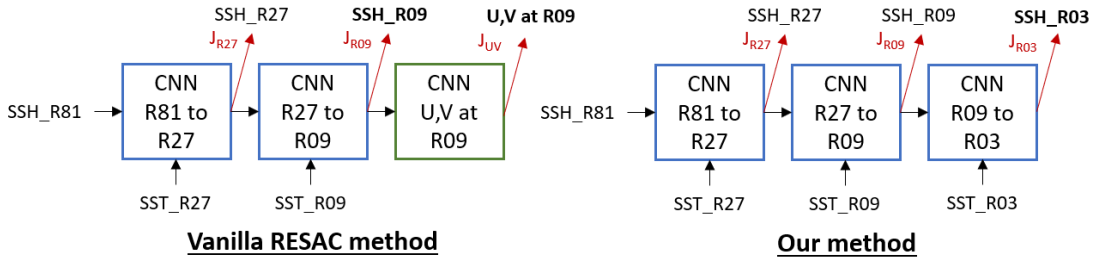 SSH_R27
SSH_R09
U,V at R09
J_R27
J_R09
J_UV
SSH_R81
CNN
R81 to
R27
CNN
R27 to
R09
CNN
U,V at
R09
SST_R27
SST_R09
Vanilla RESAC method
SSH_R27
SSH_R09
SSH_R03
J_R27
J_R09
J_R03
SSH_R81
CNN
R81 to
R27
CNN
R27 to
R09
CNN
R09 to
R03
SST_R27
SST_R09
SST_R03
Our method